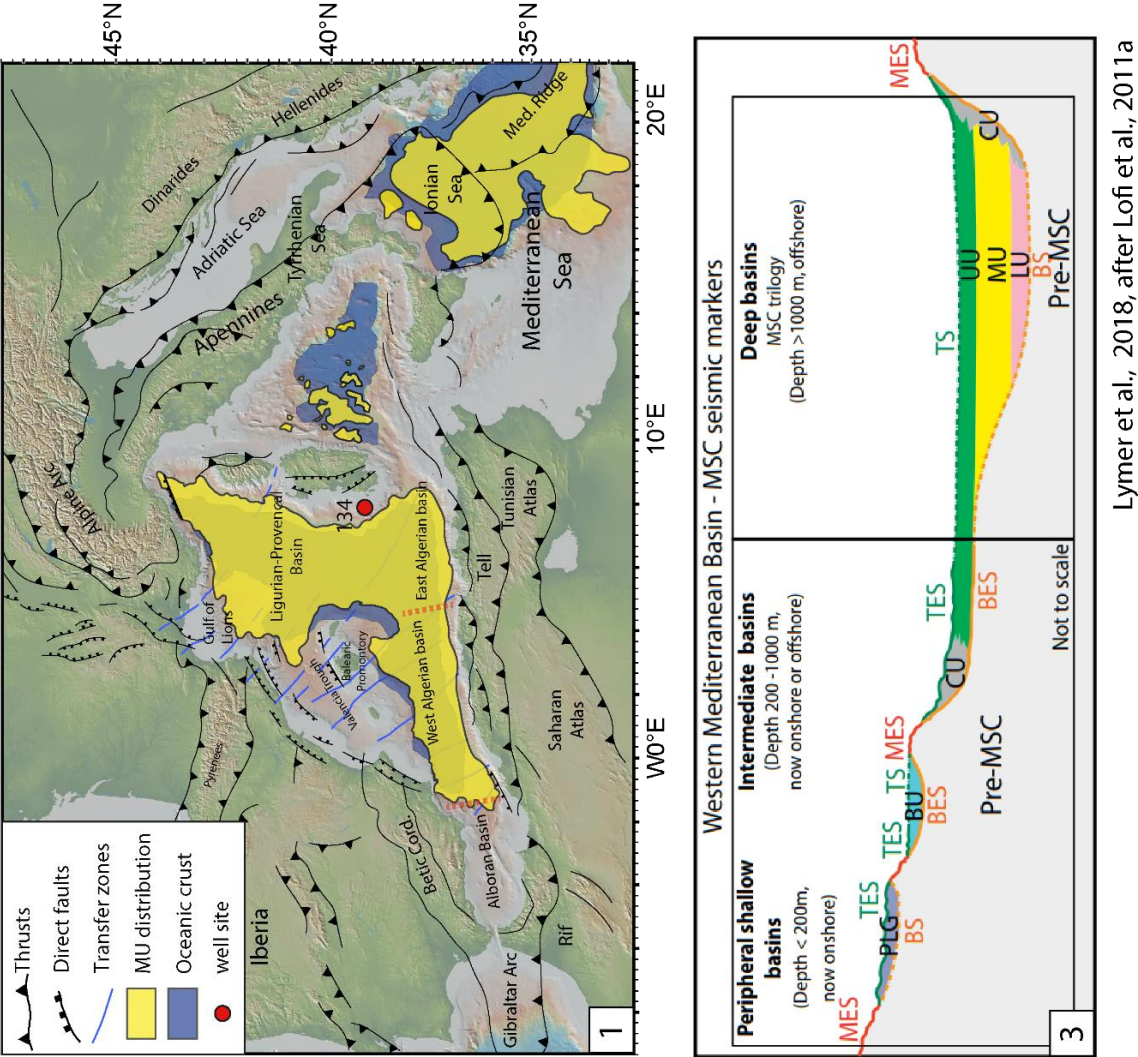 Thrusts
Direct faults
Transfer zones
MU distribution
Oceanic crust
well site
Iberia
Pyrenees
Gulf of
Lions
Alpine Arc
Apennines
Dinarides
Hellenides
Adriatic Sea
Tyrrhenian
Sea
Ionian
Sea
Med. Ridge
Mediterranean
Sea
Ligurian-Provençal
Basin
134
Valencia Trough
Balearic
Promontory
West Algerian basin
East Algerian basin
Betic Cord.
Alboran Basin
Gibraltar Arc
Rif
Tell
Saharan
Atlas
Tunisian
Atlas
45°N
40°N
35°N
W0°E
10°E
20°E
1
Western Mediterranean Basin - MSC seismic markers
Peripheral shallow
basins
(Depth < 200m,
now onshore)
Intermediate basins
(Depth 200 -1000 m,
now onshore or offshore)
Deep basins
MSC trilogy
(Depth > 1000 m, offshore)
MES
TES
PLG
BS
TES
TS
BU
BES
MES
CU
TES
BES
TS
UU
MU
LU
BS
CU
MES
Pre-MSC
Pre-MSC
Not to scale
3
Lymer et al., 2018, after Lofi et al., 2011a